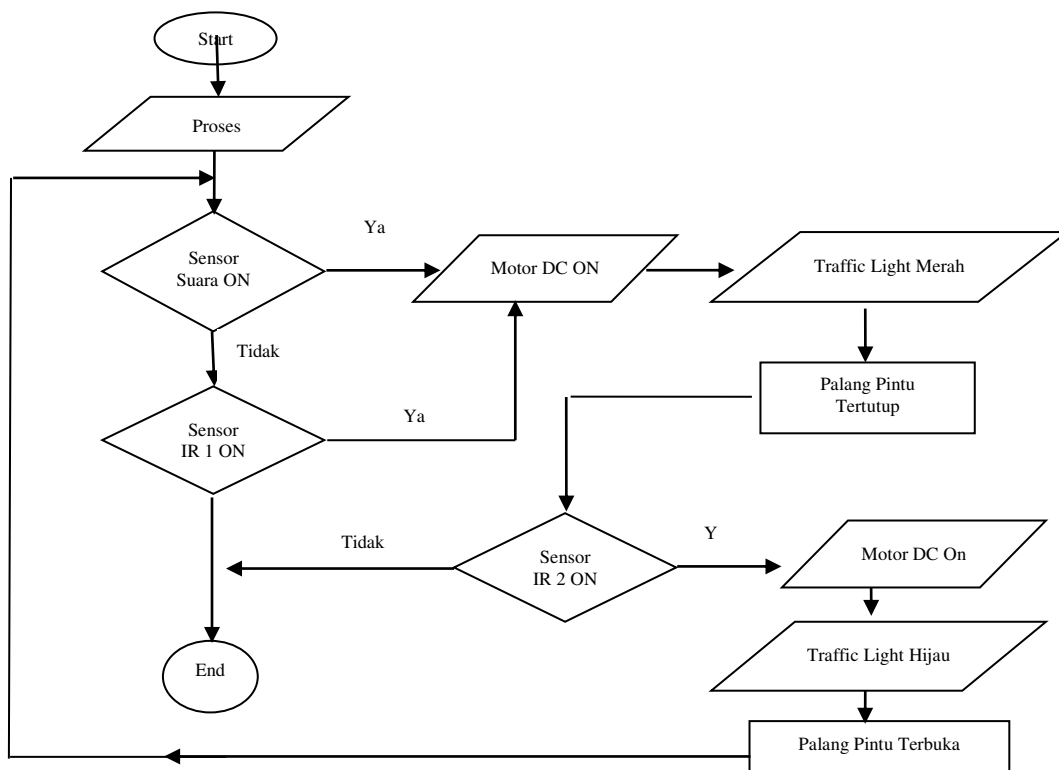 Start
Proses
Sensor
Suara ON
Ya
Motor DC ON
Traffic Light Merah
Tidak
Palang Pintu
Tertutup
Sensor
IR 1 ON
Ya
Tidak
Sensor
IR 2 ON
Y
Motor DC On
End
Traffic Light Hijau
Palang Pintu Terbuka